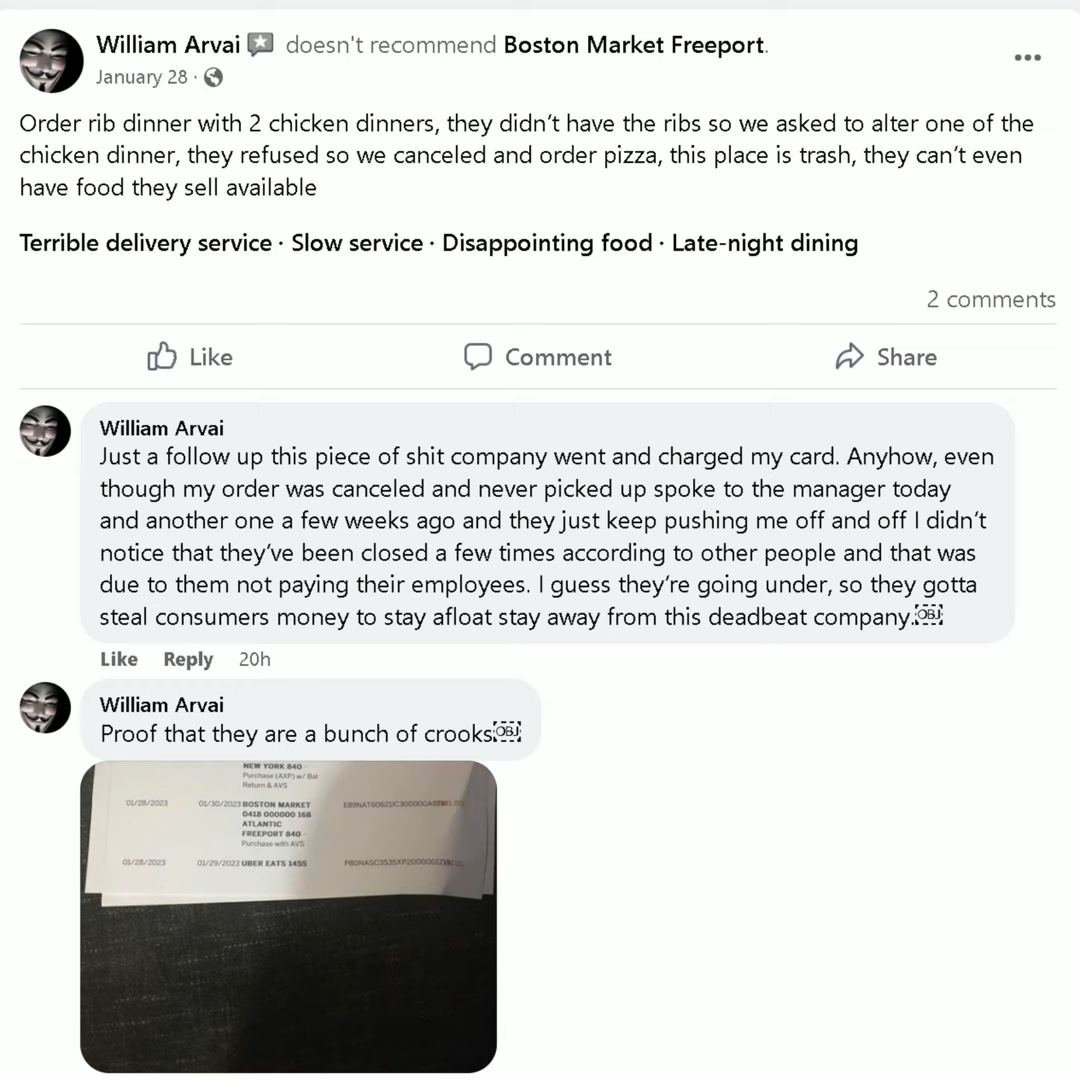 William Arvai doesn't recommend Boston Market Freeport.
January 28 ·
Order rib dinner with 2 chicken dinners, they didn't have the ribs so we asked to alter one of the
chicken dinner, they refused so we canceled and order pizza, this place is trash, they can't even
have food they sell available
Terrible delivery service · Slow service · Disappointing food · Late-night dining
2 comments
Like Comment Share
William Arvai
Just a follow up this piece of shit company went and charged my card. Anyhow, even
though my order was canceled and never picked up spoke to the manager today
and another one a few weeks ago and they just keep pushing me off and off I didn't
notice that they've been closed a few times according to other people and that was
due to them not paying their employees. I guess they're going under, so they gotta
steal consumers money to stay afloat stay away from this deadbeat company.
Like Reply 20h
William Arvai
Proof that they are a bunch of crooks
NEW YORK 840 -
Purchase (AXP) w/ Bal
Return & AVS
01/28/2023 01/30/2023 BOSTON MARKET
0418 000000 168
ATLANTIC
FREEPORT 840 -
Purchase with AVS
01/28/2023 01/29/2023 UBER EATS 1455